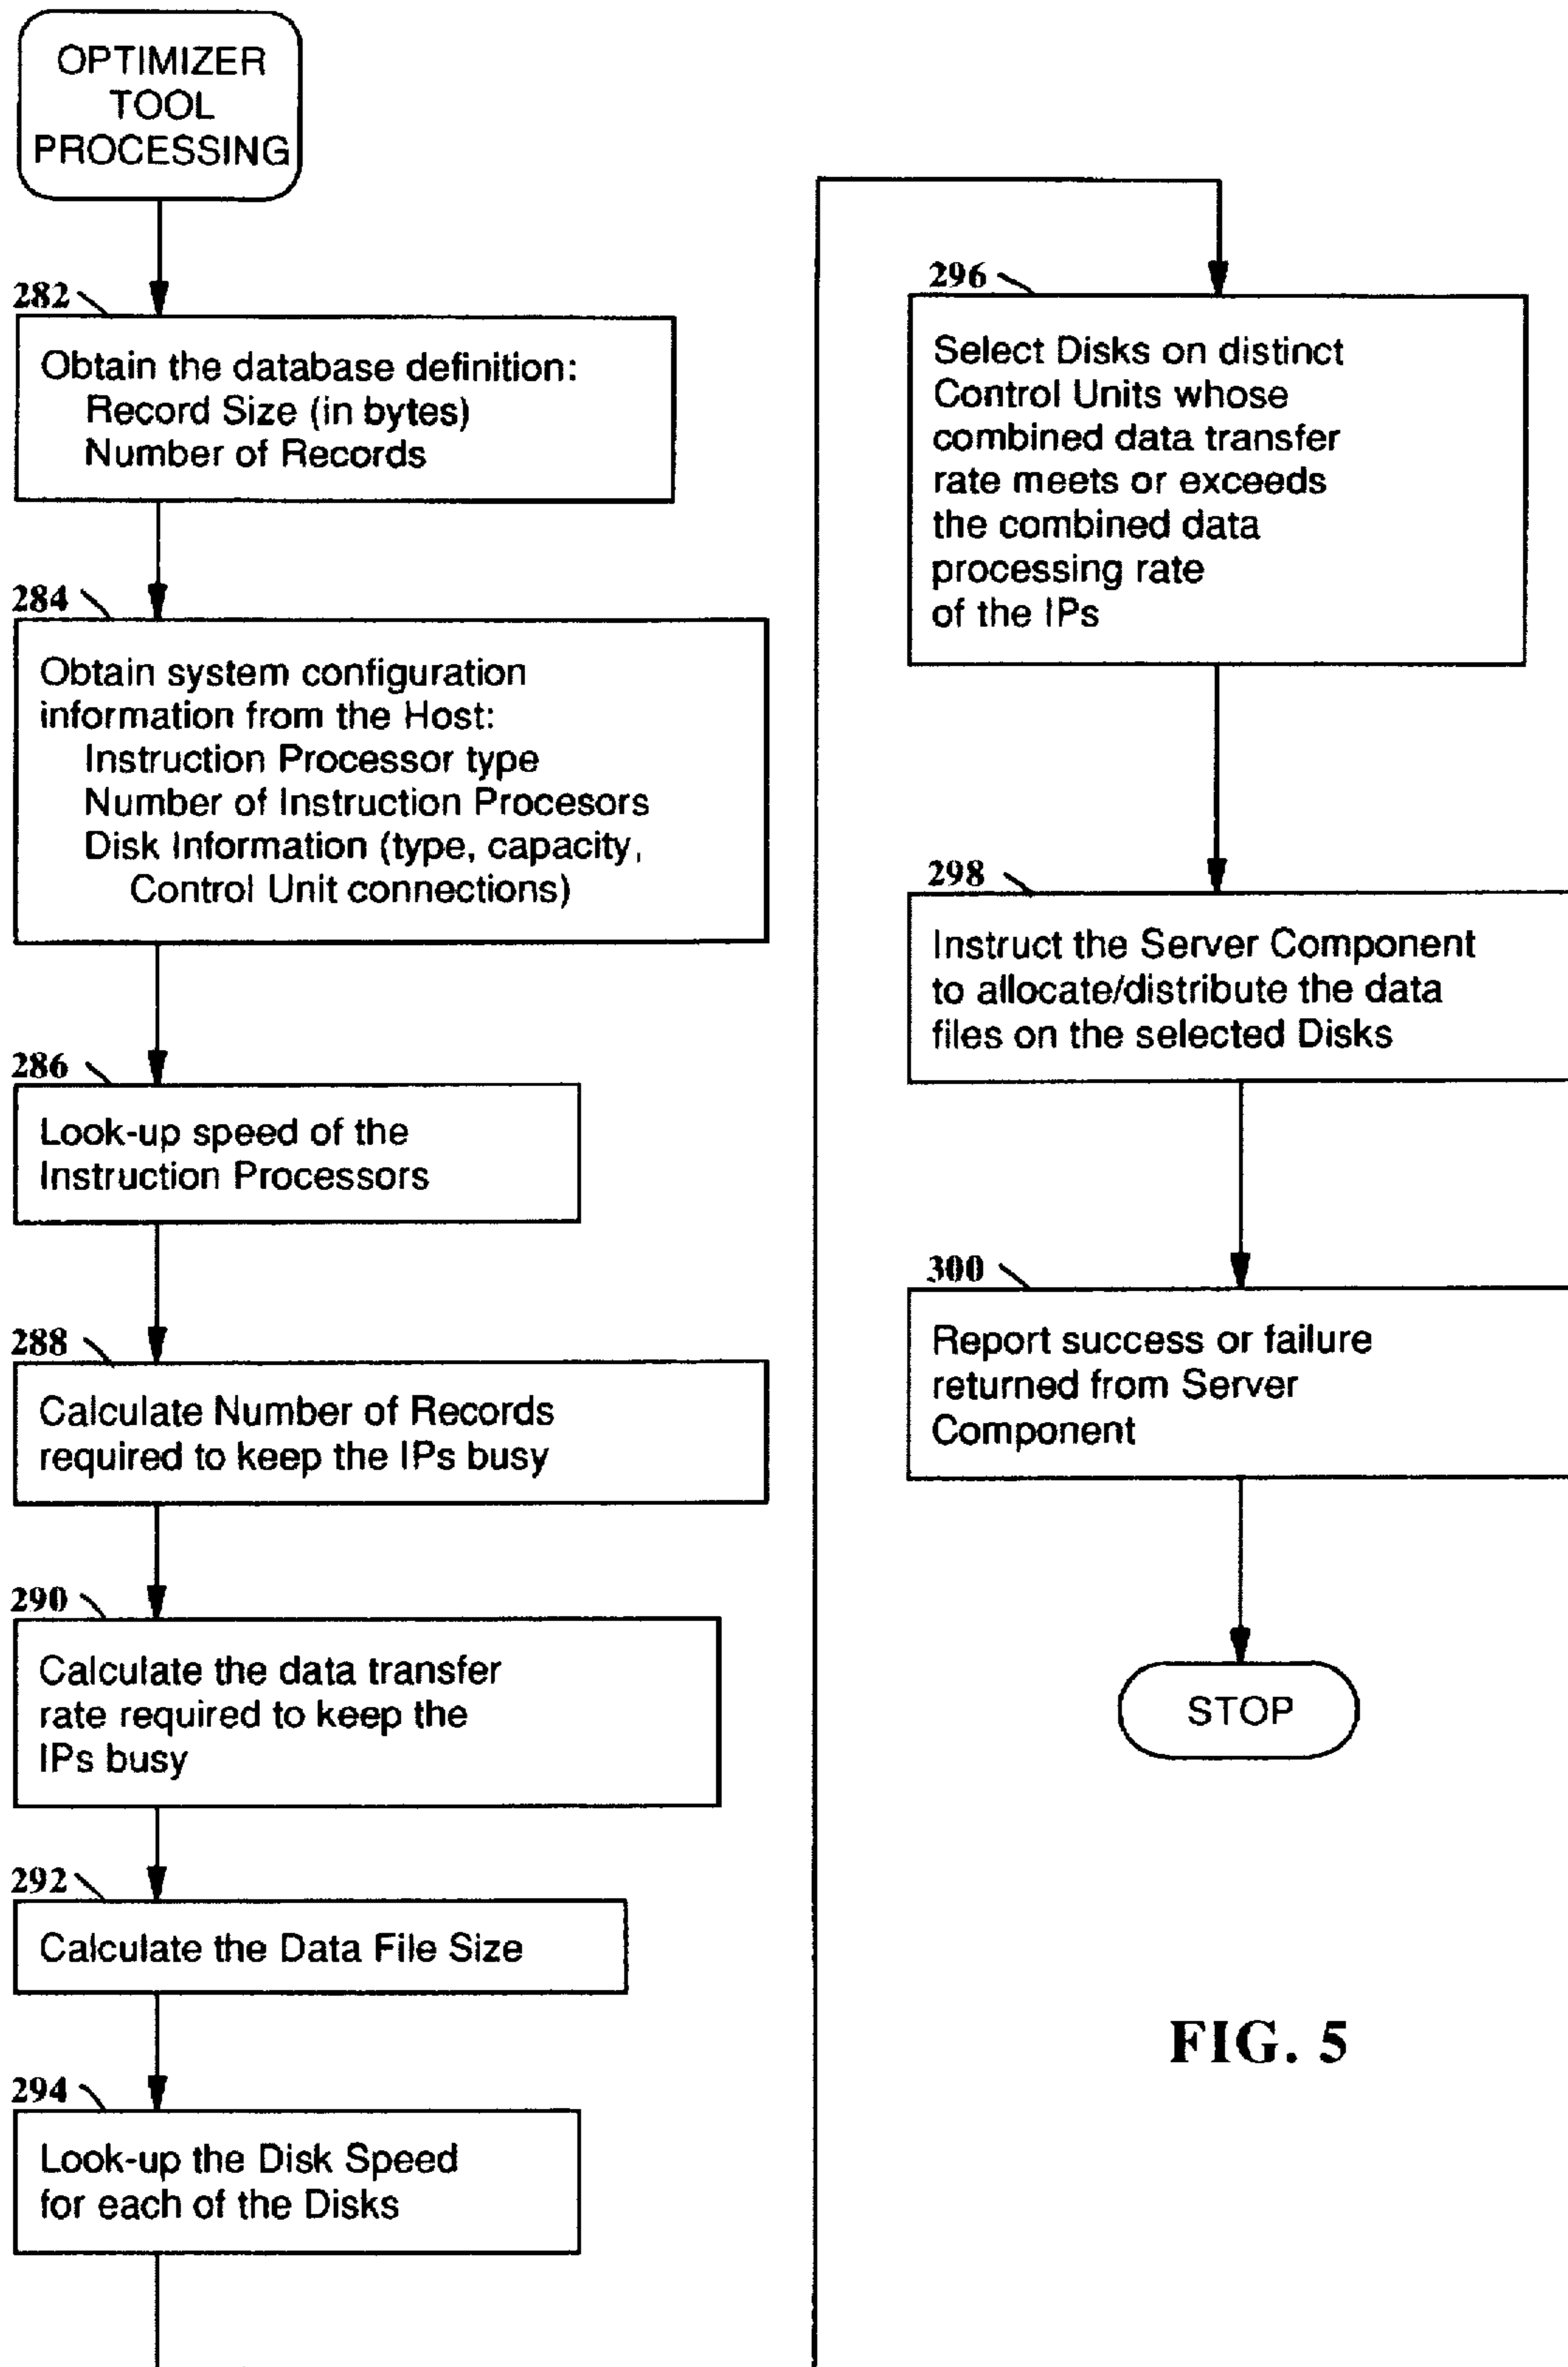 OPTIMIZER
TOOL
PROCESSING
282
Obtain the database definition:
Record Size (in bytes)
Number of Records
284
Obtain system configuration
information from the Host:
Instruction Processor type
Number of Instruction Procesors
Disk Information (type, capacity,
Control Unit connections)
286
Look-up speed of the
Instruction Processors
288
Calculate Number of Records
required to keep the IPs busy
290
Calculate the data transfer
rate required to keep the
IPs busy
292
Calculate the Data File Size
294
Look-up the Disk Speed
for each of the Disks
296
Select Disks on distinct
Control Units whose
combined data transfer
rate meets or exceeds
the combined data
processing rate
of the IPs
298
Instruct the Server Component
to allocate/distribute the data
files on the selected Disks
300
Report success or failure
returned from Server
Component
STOP
FIG. 5